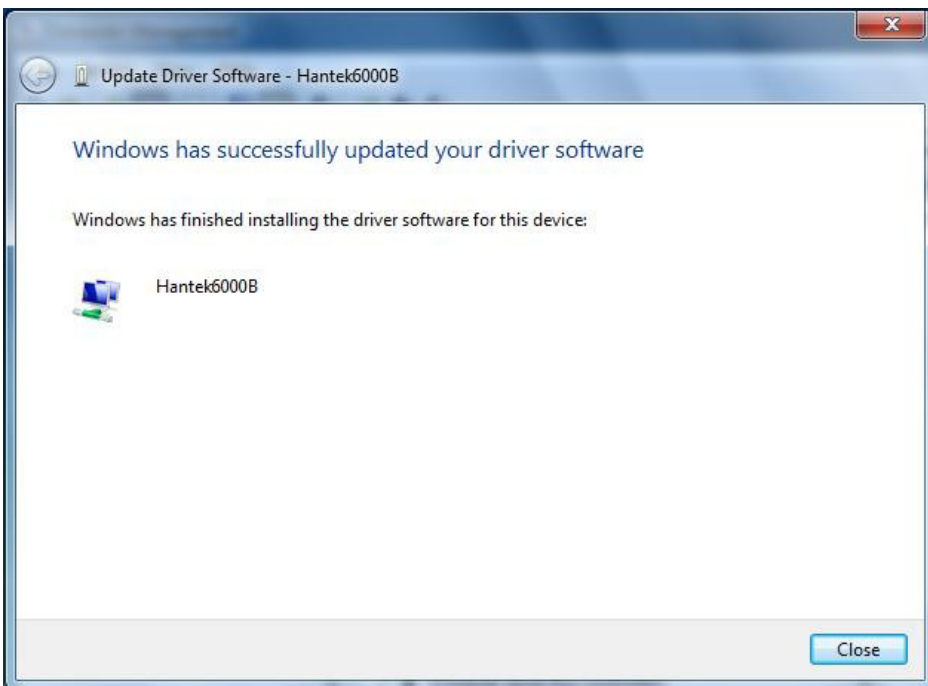 Update Driver Software - Hantek6000B
Windows has successfully updated your driver software
Windows has finished installing the driver software for this device:
Hantek6000B
Close